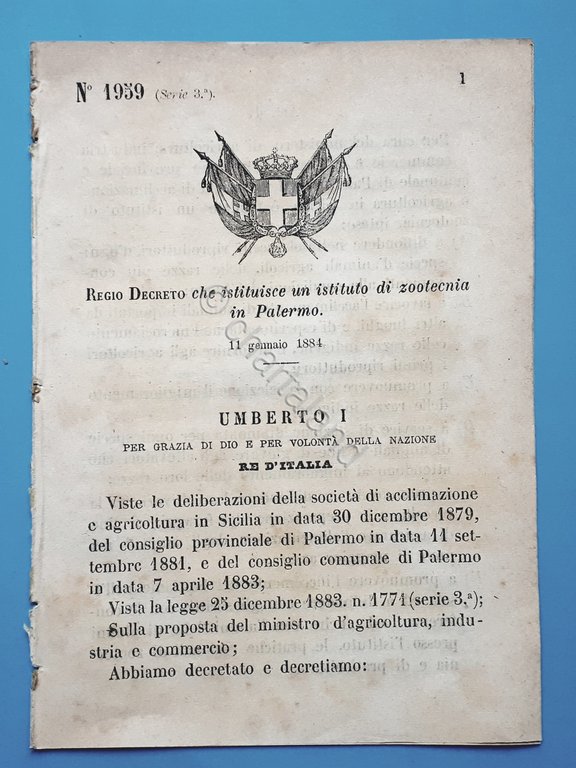 N° 1959 (Serie 3.ª).
1
REGIO DECRETO che istituisce un istituto di zootecnia
in Palermo.
11 gennaio 1884
UMBERTO I
PER GRAZIA DI DIO E PER VOLONTÀ DELLA NAZIONE
RE D'ITALIA
Viste le deliberazioni della società di acclimazione
e agricoltura in Sicilia in data 30 dicembre 1879,
del consiglio provinciale di Palermo in data 11 set-
tembre 1881, e del consiglio comunale di Palermo
in data 7 aprile 1883;
Vista la legge 25 dicembre 1883. n. 1771 (serie 3.ª);
Sulla proposta del ministro d'agricoltura, indu-
stria e commercio;
Abbiamo decretato e decretiamo: